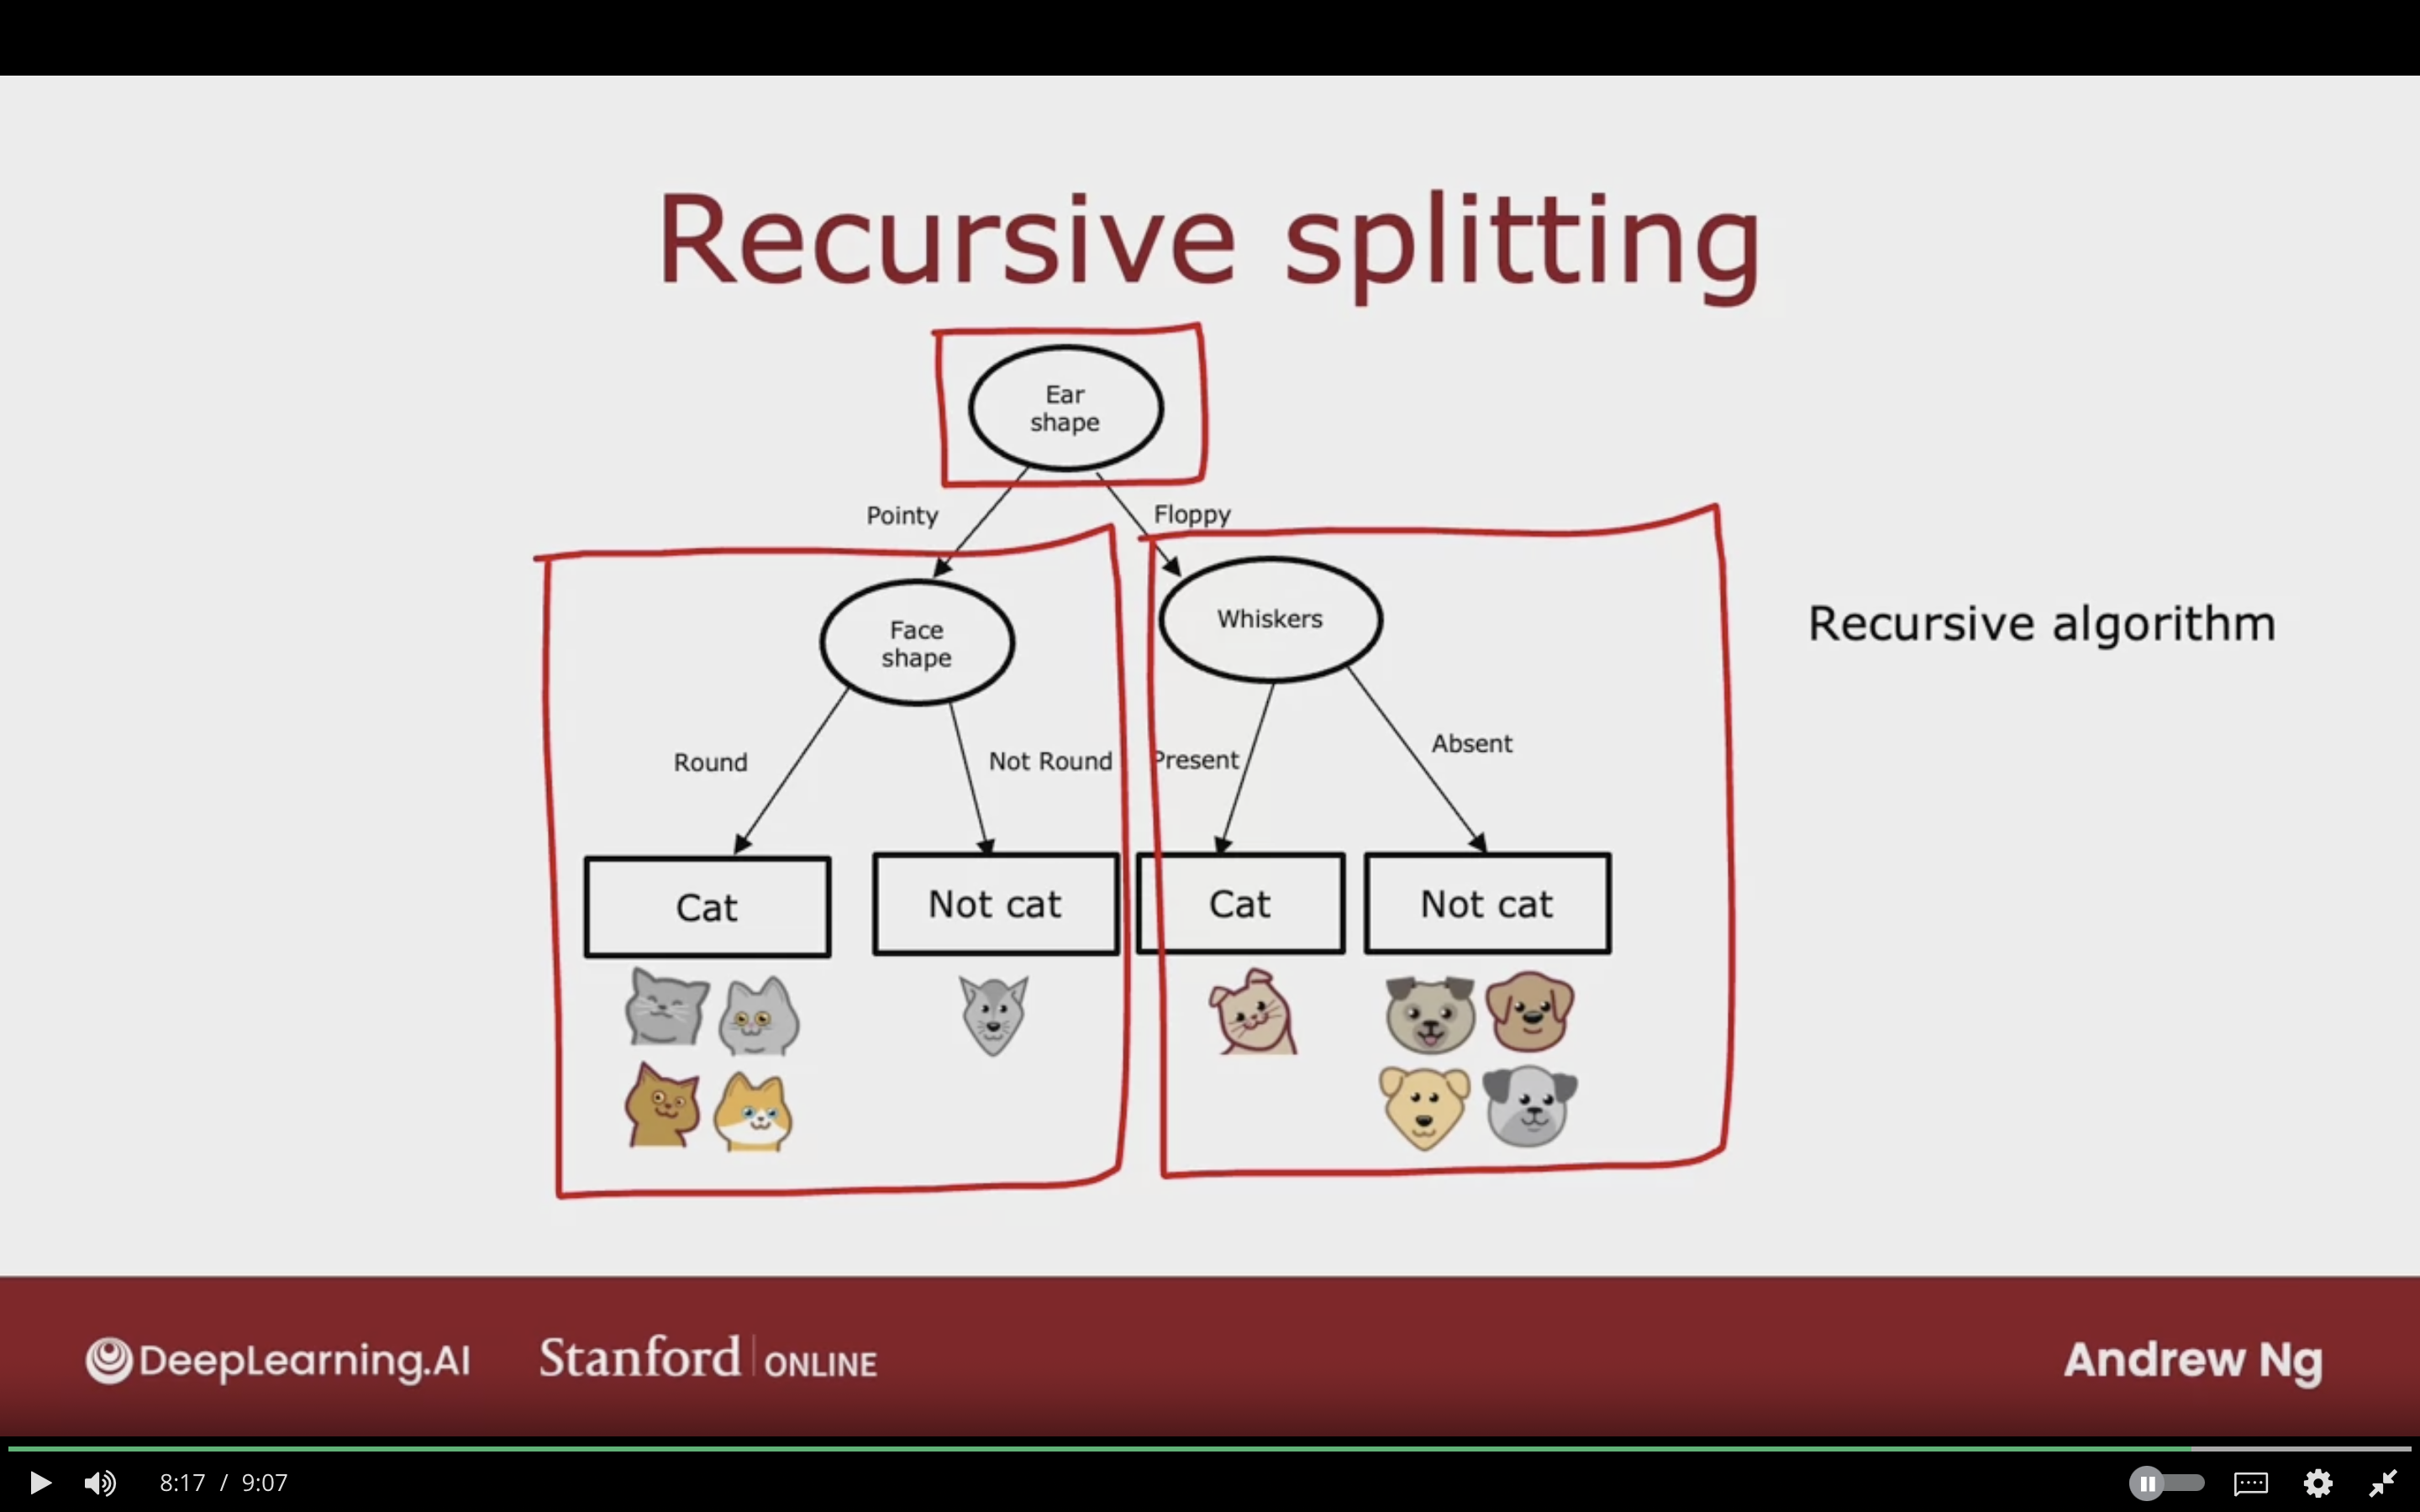 Recursive splitting
Ear
shape
Pointy
Floppy
Face
shape
Whiskers
Recursive algorithm
Round
Not Round
Present
Absent
Cat
Not cat
Cat
Not cat
DeepLearning.AI
Stanford | ONLINE
Andrew Ng
8:17 / 9:07